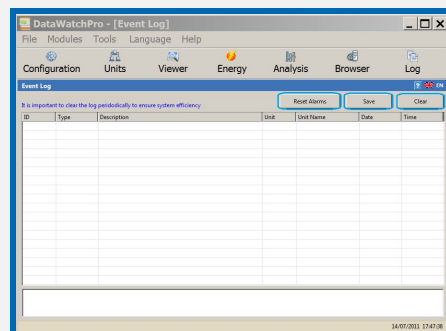 DataWatchPro - [Event Log]
File Modules Tools Language Help
Configuration Units Viewer Energy Analysis Browser Log
Event Log ? EN
It is important to clear the log peridodically to ensure system efficiency Reset Alarms Save Clear
ID Type Description Unit Unit Name Date Time
14/07/2011 17:47:38